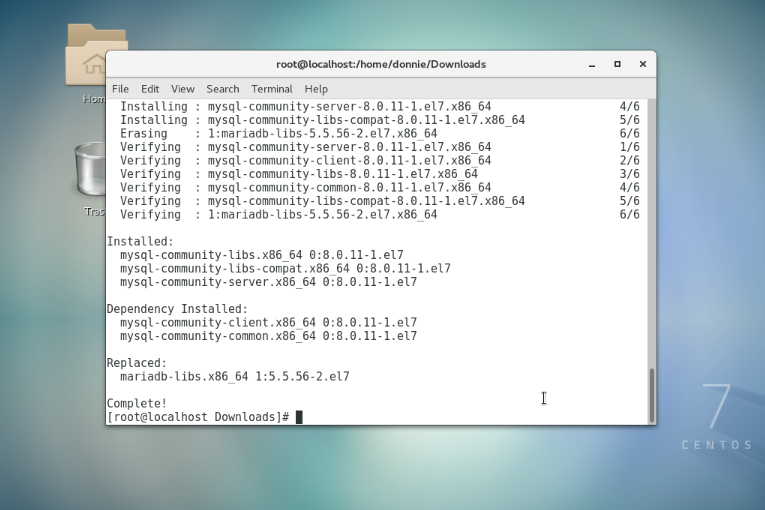 Hom
Tras
root@localhost:/home/donnie/Downloads
File Edit View Search Terminal Help
Installing : mysql-community-server-8.0.11-1.el7.x86_64 4/6
Installing : mysql-community-libs-compat-8.0.11-1.el7.x86_64 5/6
Erasing : 1:mariadb-libs-5.5.56-2.el7.x86_64 6/6
Verifying : mysql-community-server-8.0.11-1.el7.x86_64 1/6
Verifying : mysql-community-client-8.0.11-1.el7.x86_64 2/6
Verifying : mysql-community-libs-8.0.11-1.el7.x86_64 3/6
Verifying : mysql-community-common-8.0.11-1.el7.x86_64 4/6
Verifying : mysql-community-libs-compat-8.0.11-1.el7.x86_64 5/6
Verifying : 1:mariadb-libs-5.5.56-2.el7.x86_64 6/6
Installed:
mysql-community-libs.x86_64 0:8.0.11-1.el7
mysql-community-libs-compat.x86_64 0:8.0.11-1.el7
mysql-community-server.x86_64 0:8.0.11-1.el7
Dependency Installed:
mysql-community-client.x86_64 0:8.0.11-1.el7
mysql-community-common.x86_64 0:8.0.11-1.el7
Replaced:
mariadb-libs.x86_64 1:5.5.56-2.el7
Complete!
[root@localhost Downloads]#
7
CENTOS